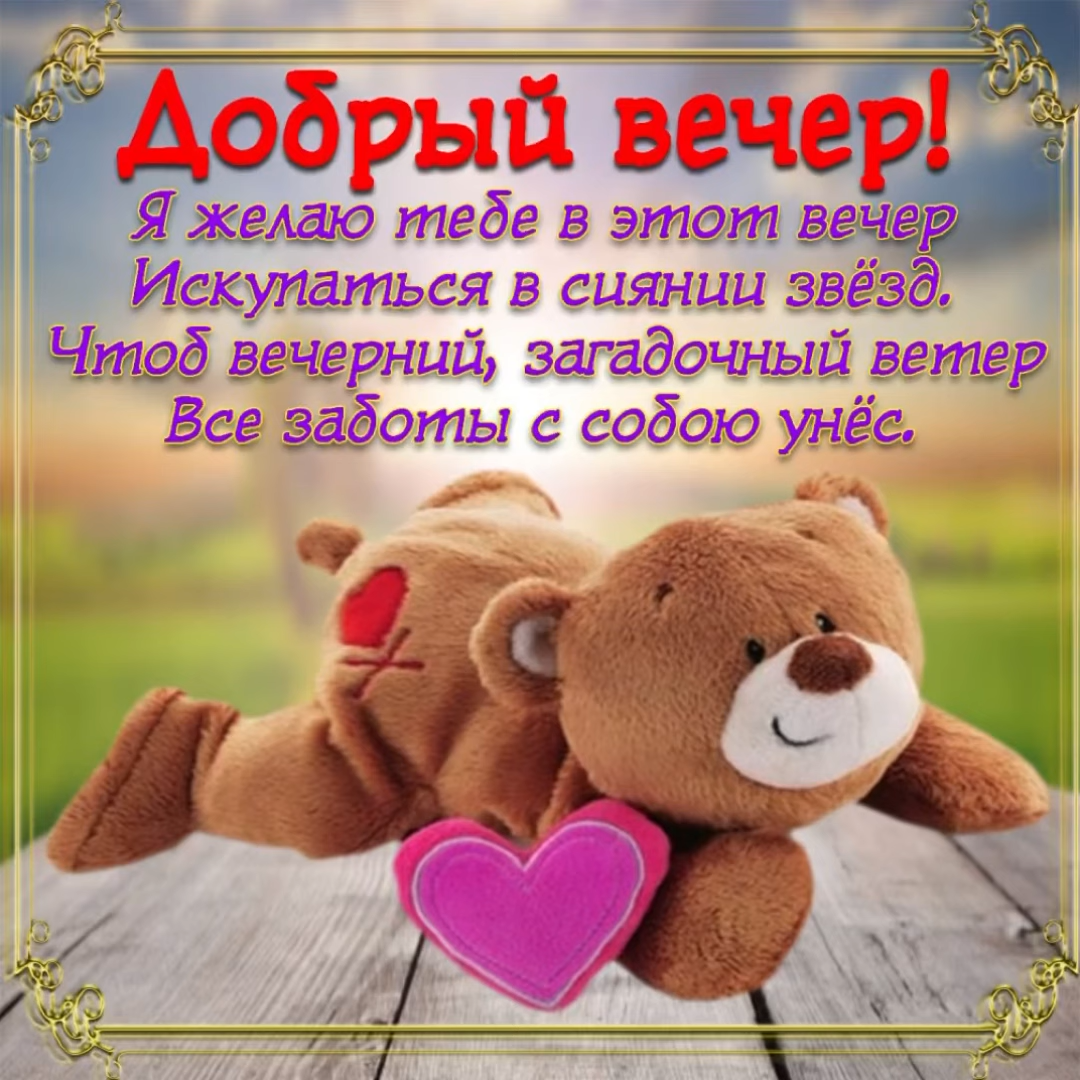 Добрый вечер!
Я желаю тебе в этот вечер
Искупаться в сиянии звёзд.
Чтоб вечерний, загадочный ветер
Все заботы с собою унёс.